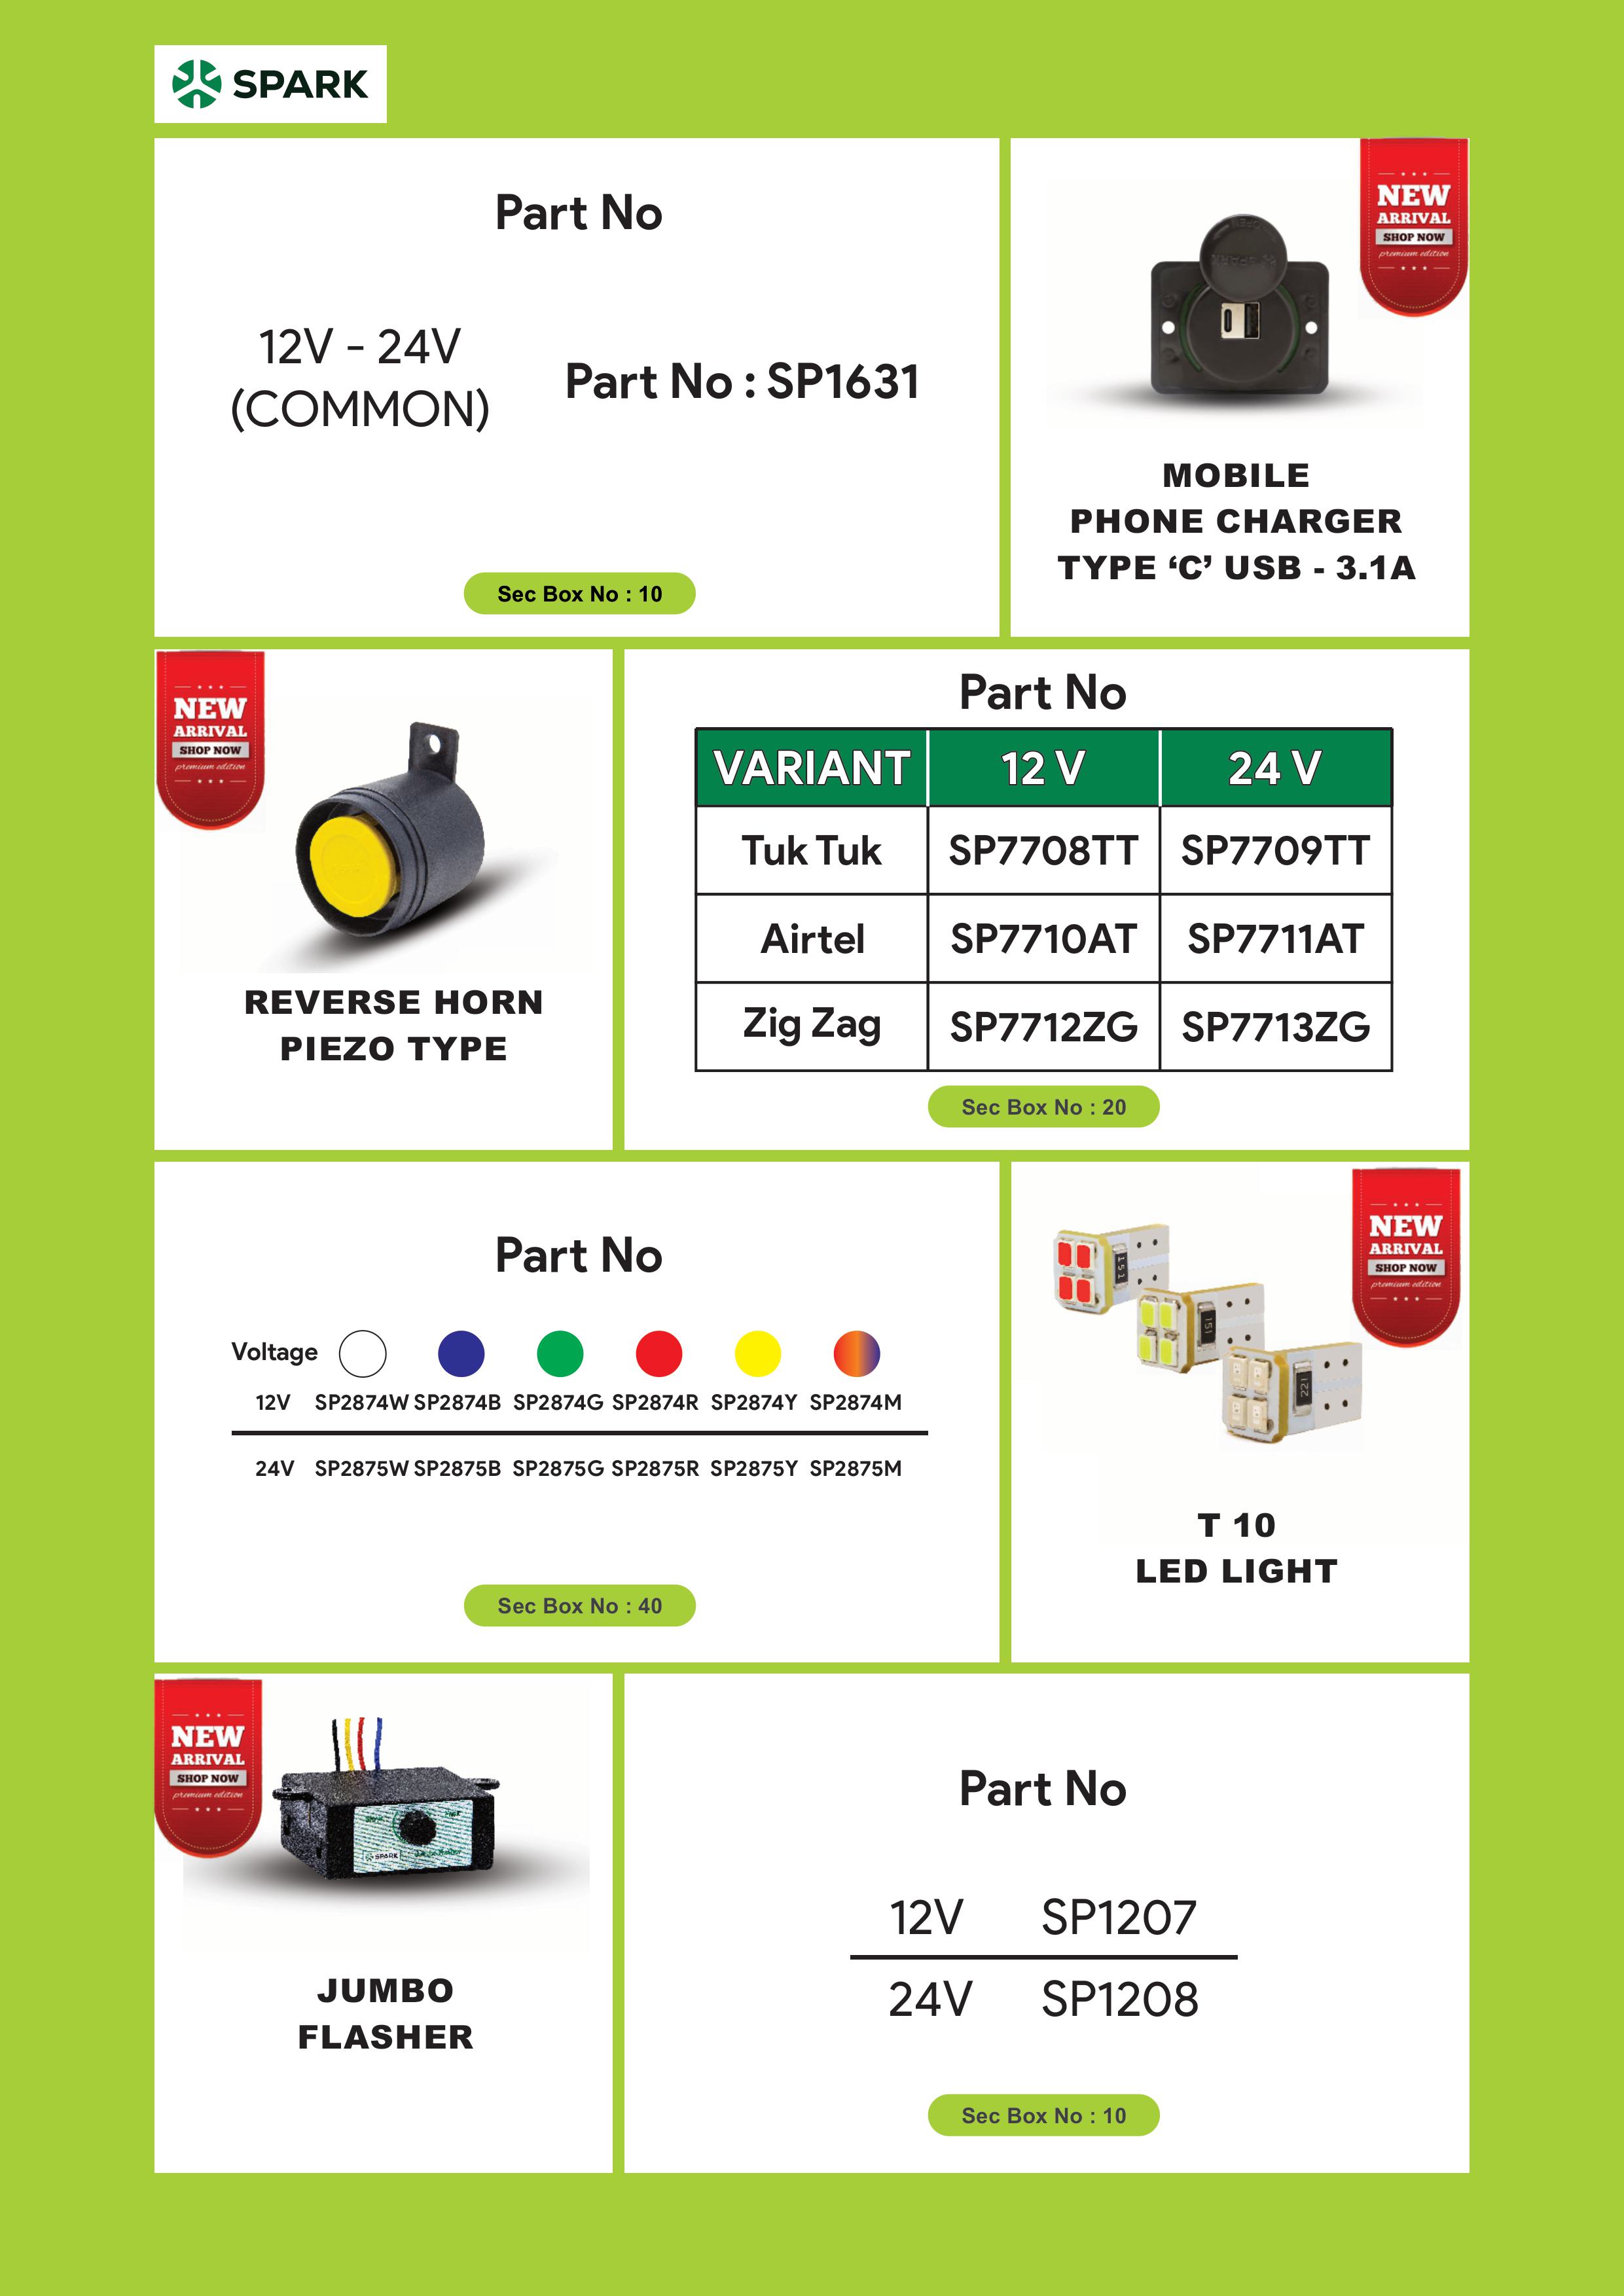 SPARK
Part No
12V - 24V
(COMMON)
Part No : SP1631
Sec Box No : 10
NEW
ARRIVAL
SHOP NOW
premium edition
SPARK
MOBILE
PHONE CHARGER
TYPE ‘C’ USB - 3.1A
NEW
ARRIVAL
SHOP NOW
premium edition
REVERSE HORN
PIEZO TYPE
Part No
VARIANT 12 V 24 V
Tuk Tuk SP7708TT SP7709TT
Airtel SP7710AT SP7711AT
Zig Zag SP7712ZG SP7713ZG
Sec Box No : 20
Part No
Voltage
12V SP2874W SP2874B SP2874G SP2874R SP2874Y SP2874M
24V SP2875W SP2875B SP2875G SP2875R SP2875Y SP2875M
Sec Box No : 40
NEW
ARRIVAL
SHOP NOW
premium edition
151
151
221
T 10
LED LIGHT
NEW
ARRIVAL
SHOP NOW
premium edition
SPARK
JUMBO
FLASHER
Part No
12V SP1207
24V SP1208
Sec Box No : 10